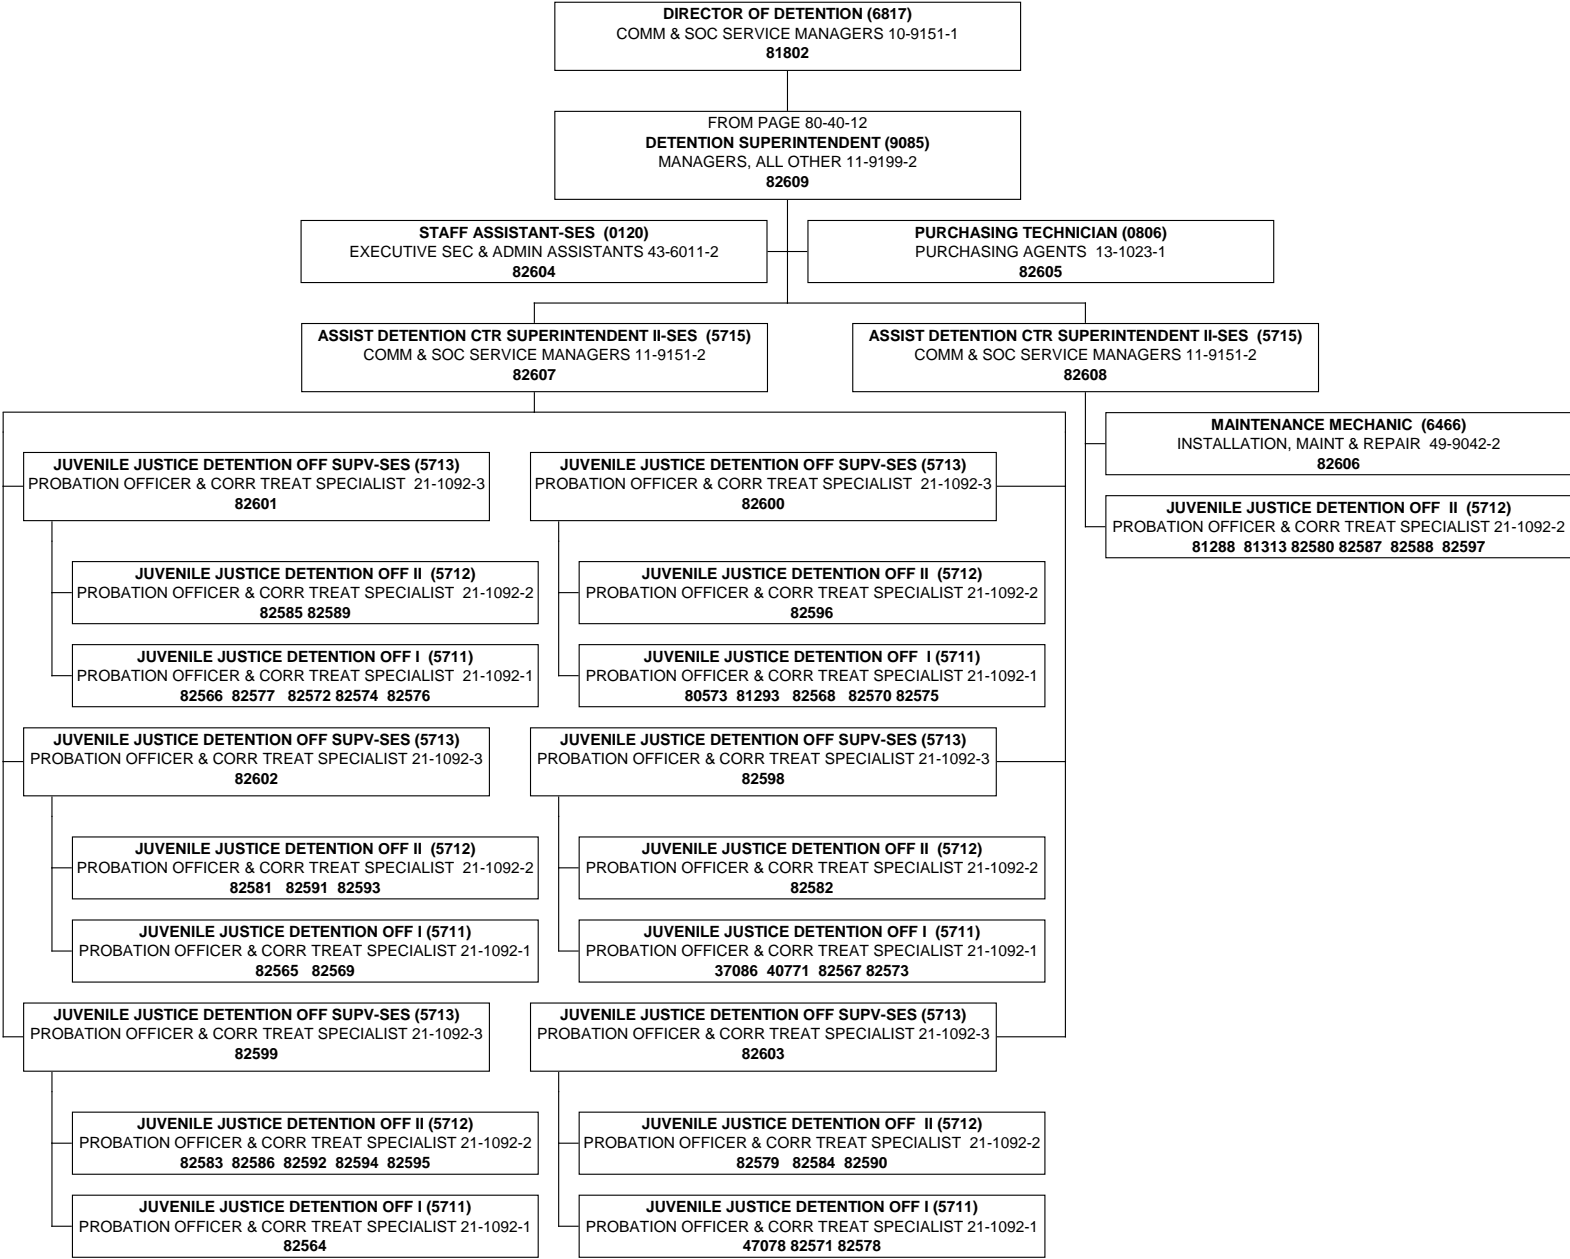 DIRECTOR OF DETENTION (6817)
COMM & SOC SERVICE MANAGERS 10-9151-1
81802
FROM PAGE 80-40-12
DETENTION SUPERINTENDENT (9085)
MANAGERS, ALL OTHER 11-9199-2
82609
STAFF ASSISTANT-SES (0120)
EXECUTIVE SEC & ADMIN ASSISTANTS 43-6011-2
82604
PURCHASING TECHNICIAN (0806)
PURCHASING AGENTS 13-1023-1
82605
ASSIST DETENTION CTR SUPERINTENDENT II-SES (5715)
COMM & SOC SERVICE MANAGERS 11-9151-2
82607
ASSIST DETENTION CTR SUPERINTENDENT II-SES (5715)
COMM & SOC SERVICE MANAGERS 11-9151-2
82608
MAINTENANCE MECHANIC (6466)
INSTALLATION, MAINT & REPAIR 49-9042-2
82606
JUVENILE JUSTICE DETENTION OFF II (5712)
PROBATION OFFICER & CORR TREAT SPECIALIST 21-1092-2
81288 81313 82580 82587 82588 82597
JUVENILE JUSTICE DETENTION OFF SUPV-SES (5713)
PROBATION OFFICER & CORR TREAT SPECIALIST 21-1092-3
82601
JUVENILE JUSTICE DETENTION OFF II (5712)
PROBATION OFFICER & CORR TREAT SPECIALIST 21-1092-2
82585 82589
JUVENILE JUSTICE DETENTION OFF I (5711)
PROBATION OFFICER & CORR TREAT SPECIALIST 21-1092-1
82566 82577 82572 82574 82576
JUVENILE JUSTICE DETENTION OFF SUPV-SES (5713)
PROBATION OFFICER & CORR TREAT SPECIALIST 21-1092-3
82600
JUVENILE JUSTICE DETENTION OFF II (5712)
PROBATION OFFICER & CORR TREAT SPECIALIST 21-1092-2
82596
JUVENILE JUSTICE DETENTION OFF I (5711)
PROBATION OFFICER & CORR TREAT SPECIALIST 21-1092-1
80573 81293 82568 82570 82575
JUVENILE JUSTICE DETENTION OFF SUPV-SES (5713)
PROBATION OFFICER & CORR TREAT SPECIALIST 21-1092-3
82602
JUVENILE JUSTICE DETENTION OFF II (5712)
PROBATION OFFICER & CORR TREAT SPECIALIST 21-1092-2
82581 82591 82593
JUVENILE JUSTICE DETENTION OFF I (5711)
PROBATION OFFICER & CORR TREAT SPECIALIST 21-1092-1
82565 82569
JUVENILE JUSTICE DETENTION OFF SUPV-SES (5713)
PROBATION OFFICER & CORR TREAT SPECIALIST 21-1092-3
82598
JUVENILE JUSTICE DETENTION OFF II (5712)
PROBATION OFFICER & CORR TREAT SPECIALIST 21-1092-2
82582
JUVENILE JUSTICE DETENTION OFF I (5711)
PROBATION OFFICER & CORR TREAT SPECIALIST 21-1092-1
37086 40771 82567 82573
JUVENILE JUSTICE DETENTION OFF SUPV-SES (5713)
PROBATION OFFICER & CORR TREAT SPECIALIST 21-1092-3
82599
JUVENILE JUSTICE DETENTION OFF II (5712)
PROBATION OFFICER & CORR TREAT SPECIALIST 21-1092-2
82583 82586 82592 82594 82595
JUVENILE JUSTICE DETENTION OFF I (5711)
PROBATION OFFICER & CORR TREAT SPECIALIST 21-1092-1
82564
JUVENILE JUSTICE DETENTION OFF SUPV-SES (5713)
PROBATION OFFICER & CORR TREAT SPECIALIST 21-1092-3
82603
JUVENILE JUSTICE DETENTION OFF II (5712)
PROBATION OFFICER & CORR TREAT SPECIALIST 21-1092-2
82579 82584 82590
JUVENILE JUSTICE DETENTION OFF I (5711)
PROBATION OFFICER & CORR TREAT SPECIALIST 21-1092-1
47078 82571 82578